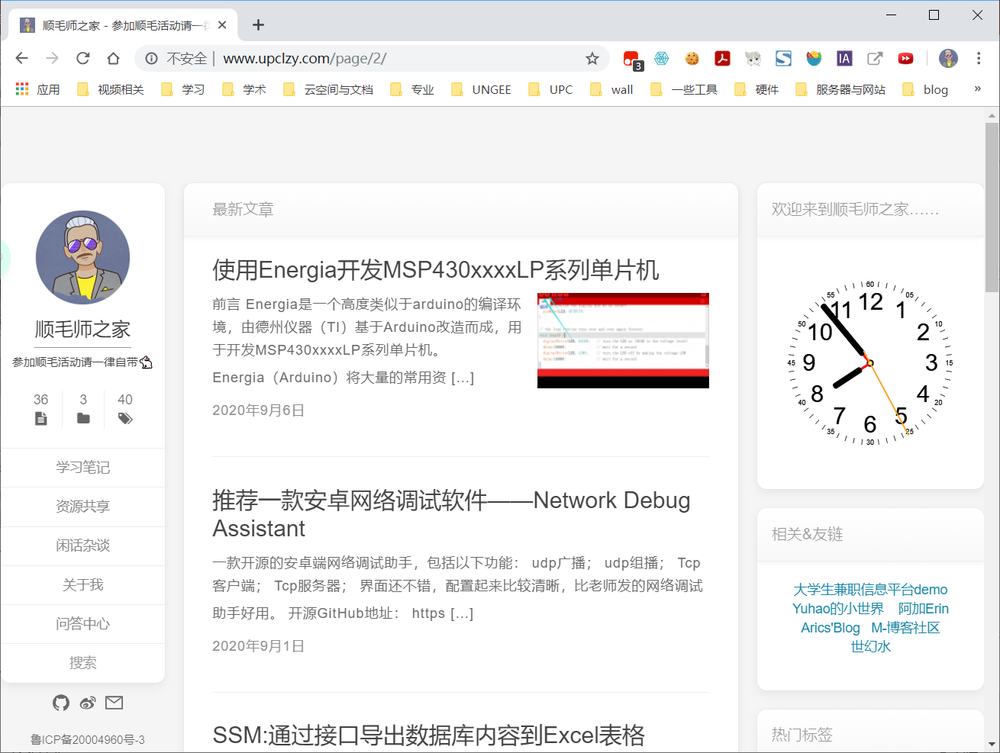 顺毛师之家 - 参加顺毛活动请一律
不安全 | www.upclzy.com/page/2/
3
IA
应用 视频相关 学习 学术 云空间与文档 专业 UNGEE UPC wall 一些工具 硬件 服务器与网站 blog »
顺毛师之家
参加顺毛活动请一律自带
36 3 40
学习笔记
资源共享
闲话杂谈
关于我
问答中心
搜索
鲁ICP备20004960号-3
最新文章
使用Energia开发MSP430xxxxLP系列单片机
前言 Energia是一个高度类似于arduino的编译环
境，由德州仪器（TI）基于Arduino改造而成，用
于开发MSP430xxxxLP系列单片机。
Energia（Arduino）将大量的常用资 [...]
2020年9月6日
推荐一款安卓网络调试软件——Network Debug
Assistant
一款开源的安卓端网络调试助手，包括以下功能： udp广播； udp组播； Tcp
客户端； Tcp服务器； 界面还不错，配置起来比较清晰，比老师发的网络调试
助手好用。 开源GitHub地址： https [...]
2020年9月1日
SSM:通过接口导出数据库内容到Excel表格
欢迎来到顺毛师之家……
60 05 10 15 20 25 30 35 40 45 50 55
12 1 2 3 4 5 6 7 8 9 10 11
相关&友链
大学生兼职信息平台demo
Yuhao的小世界 阿加Erin
Arics'Blog M-博客社区
世幻水
热门标签